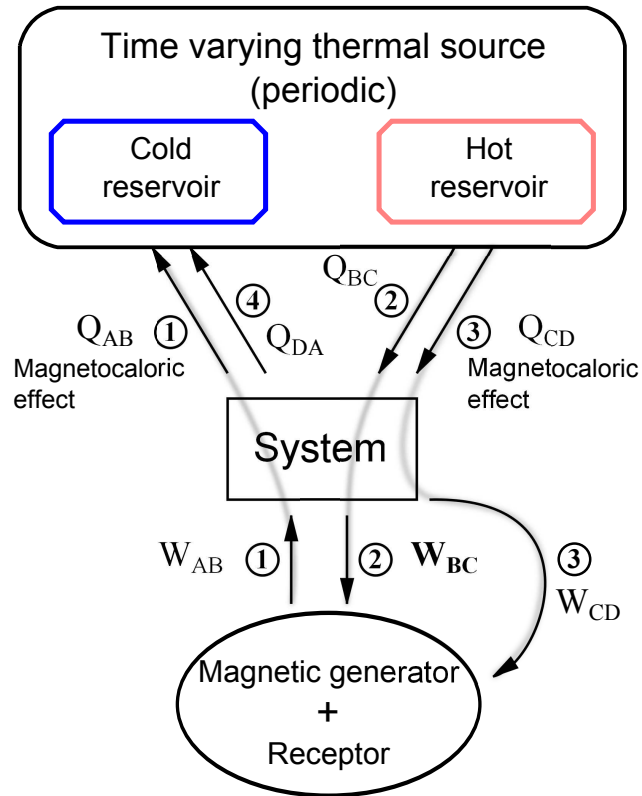 Time varying thermal source
(periodic)
Cold
reservoir
Hot
reservoir
Q_BC
②
④
Q_AB ①
Q_DA
③ Q_CD
Magnetocaloric
effect
Magnetocaloric
effect
System
W_AB ①
② W_BC
③
W_CD
Magnetic generator
+
Receptor